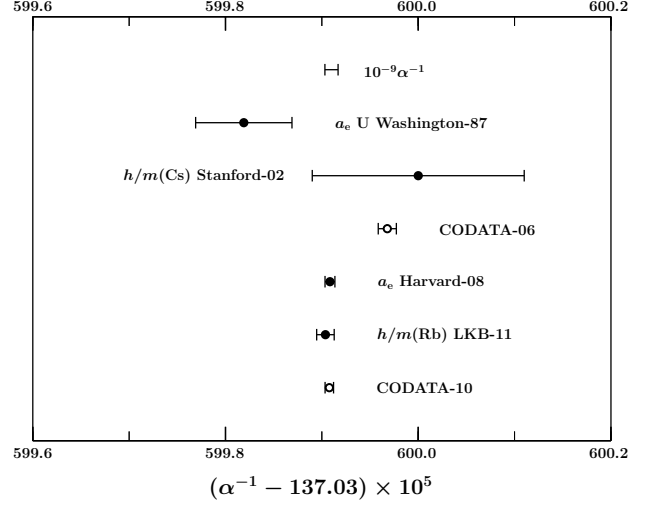 599.6 599.8 600.0 600.2
10⁻⁹α⁻¹
aₑ U Washington-87
h/m(Cs) Stanford-02
CODATA-06
aₑ Harvard-08
h/m(Rb) LKB-11
CODATA-10
599.6 599.8 600.0 600.2
(α⁻¹ − 137.03) × 10⁵